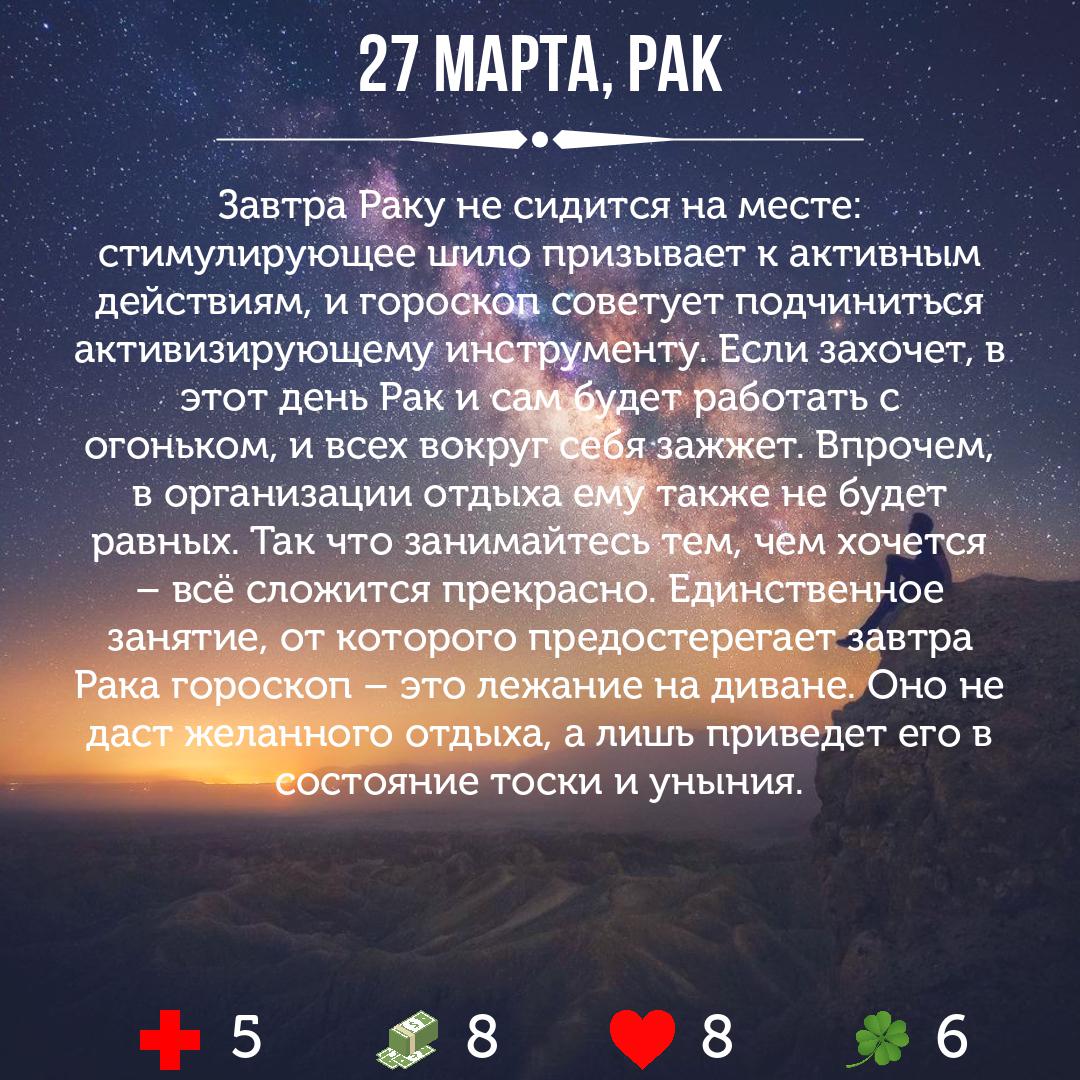 27 МАРТА, РАК
Завтра Раку не сидится на месте:
стимулирующее шило призывает к активным
действиям, и гороскоп советует подчиниться
активизирующему инструменту. Если захочет, в
этот день Рак и сам будет работать с
огоньком, и всех вокруг себя зажжет. Впрочем,
в организации отдыха ему также не будет
равных. Так что занимайтесь тем, чем хочется
– всё сложится прекрасно. Единственное
занятие, от которого предостерегает завтра
Рака гороскоп – это лежание на диване. Оно не
даст желанного отдыха, а лишь приведет его в
состояние тоски и уныния.
5 8 8 6